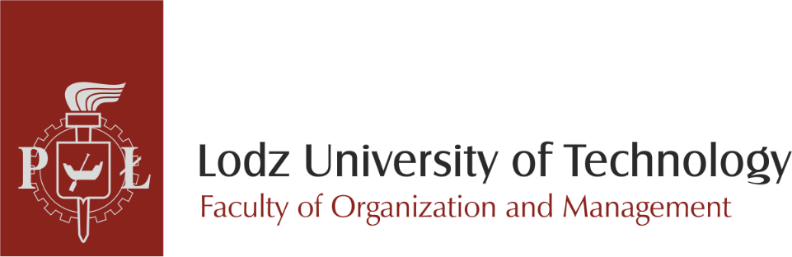 P Ł
Lodz University of Technology
Faculty of Organization and Management